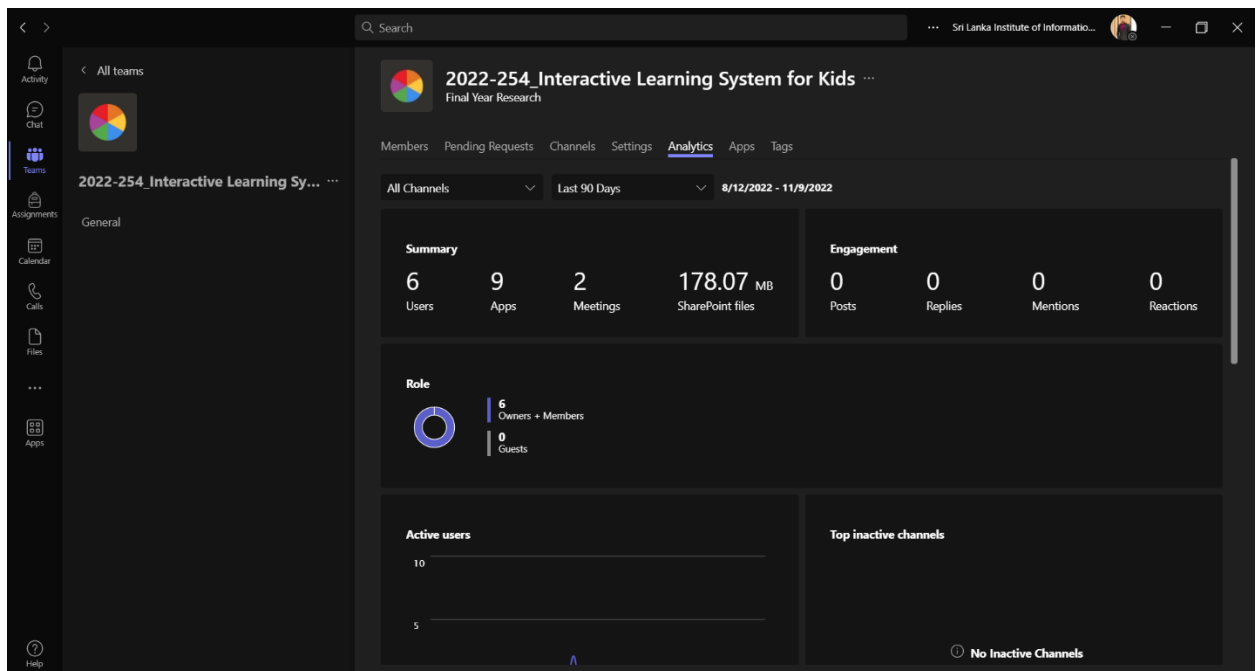 Search
Sri Lanka Institute of Informatio...
Activity
Chat
Teams
Assignments
Calendar
Calls
Files
Apps
Help
All teams
2022-254_Interactive Learning Sy...
General
2022-254_Interactive Learning System for Kids
Final Year Research
Members Pending Requests Channels Settings Analytics Apps Tags
All Channels Last 90 Days 8/12/2022 - 11/9/2022
Summary
6 9 2 178.07 MB
Users Apps Meetings SharePoint files
Engagement
0 0 0 0
Posts Replies Mentions Reactions
Role
6
Owners + Members
0
Guests
Active users
10
5
Top inactive channels
No Inactive Channels